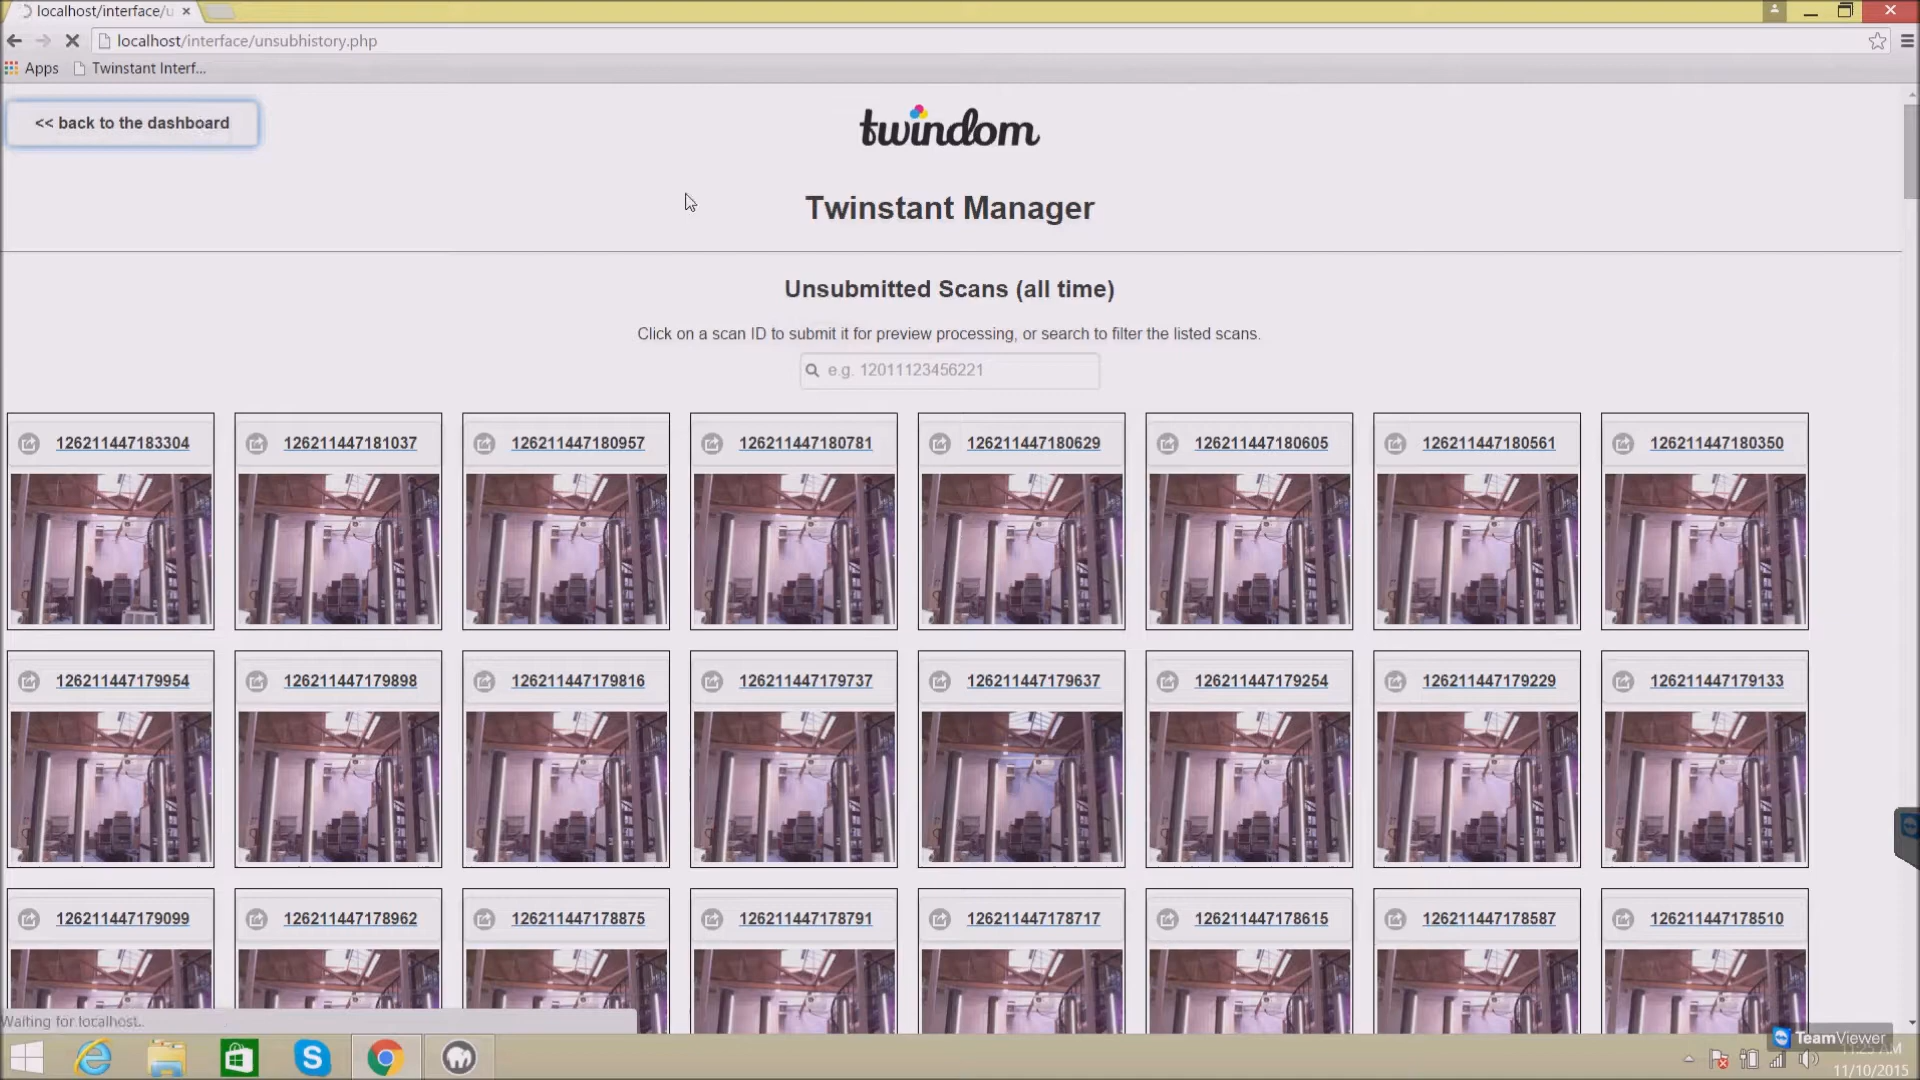 localhost/interface/u
localhost/interface/unsubhistory.php
Apps
Twinstant Interf...
<< back to the dashboard
twindom
Twinstant Manager
Unsubmitted Scans (all time)
Click on a scan ID to submit it for preview processing, or search to filter the listed scans.
e.g. 12011123456221
126211447183304
126211447181037
126211447180957
126211447180781
126211447180629
126211447180605
126211447180561
126211447180350
126211447179954
126211447179898
126211447179816
126211447179737
126211447179637
126211447179254
126211447179229
126211447179133
126211447179099
126211447178962
126211447178875
126211447178791
126211447178717
126211447178615
126211447178587
126211447178510
Waiting for localhost...
TeamViewer
11:25 AM
11/10/2015